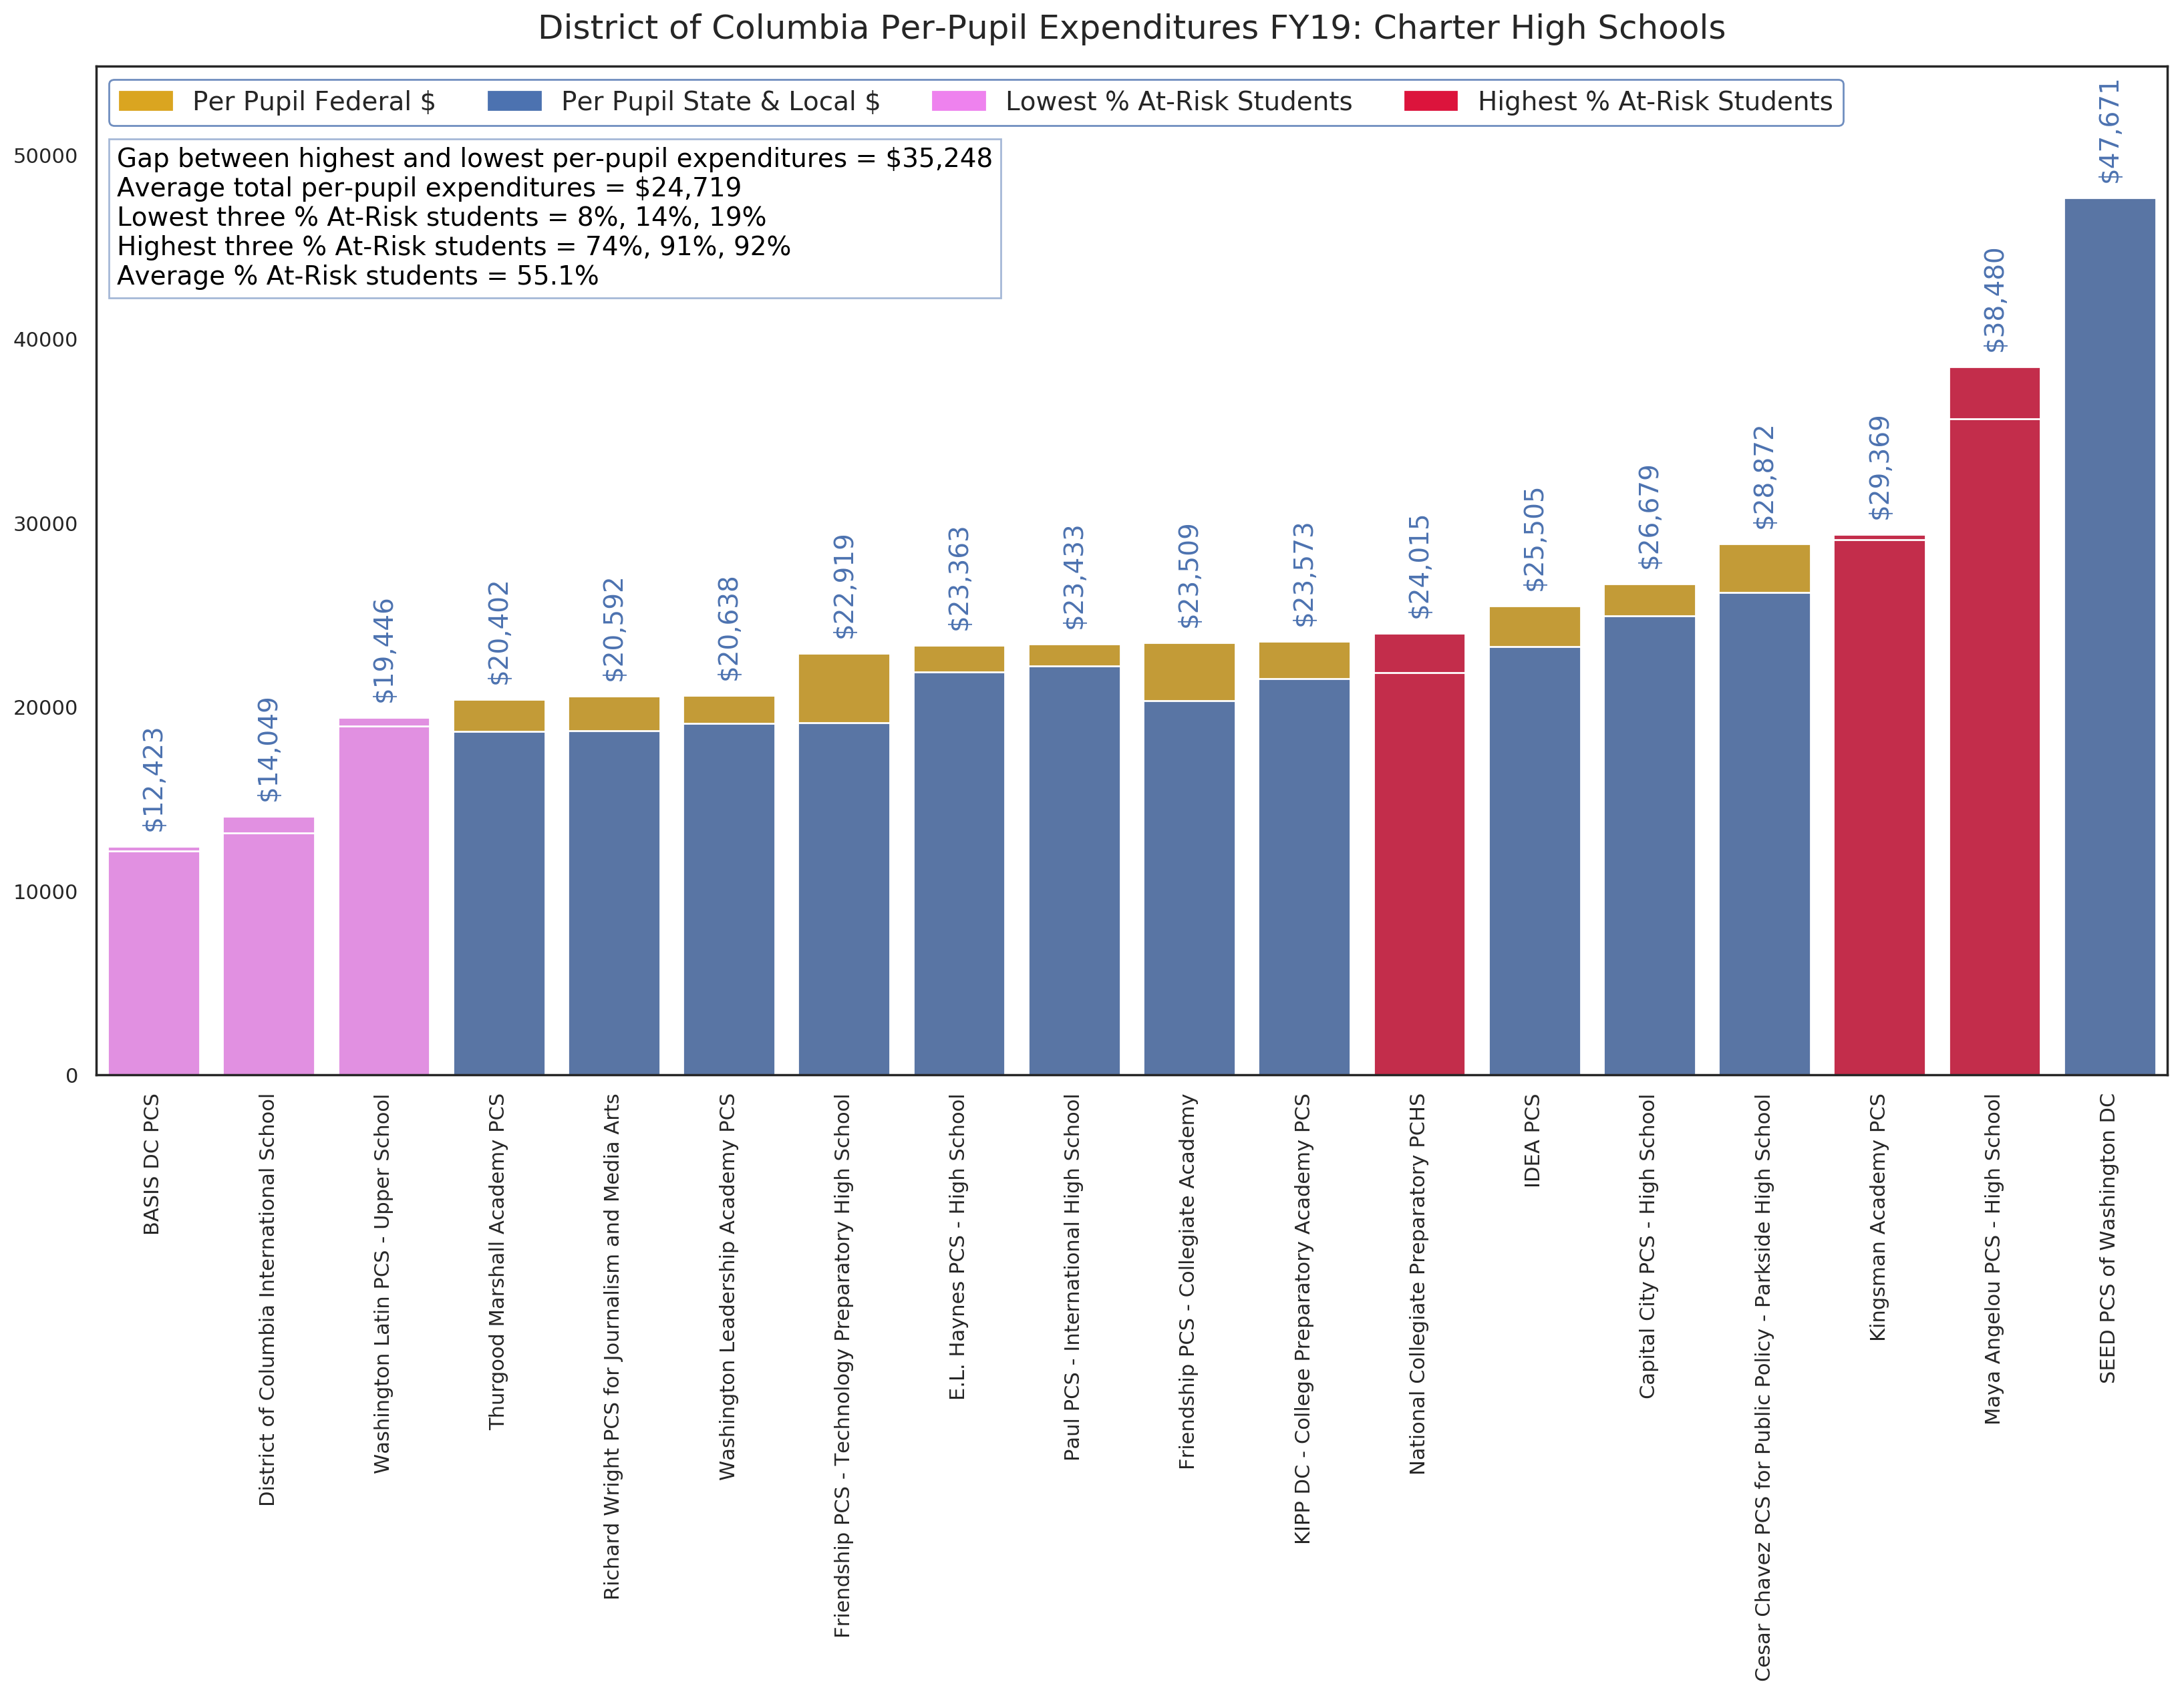 District of Columbia Per-Pupil Expenditures FY19: Charter High Schools
Per Pupil Federal $
Per Pupil State & Local $
Lowest % At-Risk Students
Highest % At-Risk Students
Gap between highest and lowest per-pupil expenditures = $35,248
Average total per-pupil expenditures = $24,719
Lowest three % At-Risk students = 8%, 14%, 19%
Highest three % At-Risk students = 74%, 91%, 92%
Average % At-Risk students = 55.1%
50000
40000
30000
20000
10000
0
$12,423
$14,049
$19,446
$20,402
$20,592
$20,638
$22,919
$23,363
$23,433
$23,509
$23,573
$24,015
$25,505
$26,679
$28,872
$29,369
$38,480
$47,671
BASIS DC PCS
District of Columbia International School
Washington Latin PCS - Upper School
Thurgood Marshall Academy PCS
Richard Wright PCS for Journalism and Media Arts
Washington Leadership Academy PCS
Friendship PCS - Technology Preparatory High School
E.L. Haynes PCS - High School
Paul PCS - International High School
Friendship PCS - Collegiate Academy
KIPP DC - College Preparatory Academy PCS
National Collegiate Preparatory PCHS
IDEA PCS
Capital City PCS - High School
Cesar Chavez PCS for Public Policy - Parkside High School
Kingsman Academy PCS
Maya Angelou PCS - High School
SEED PCS of Washington DC